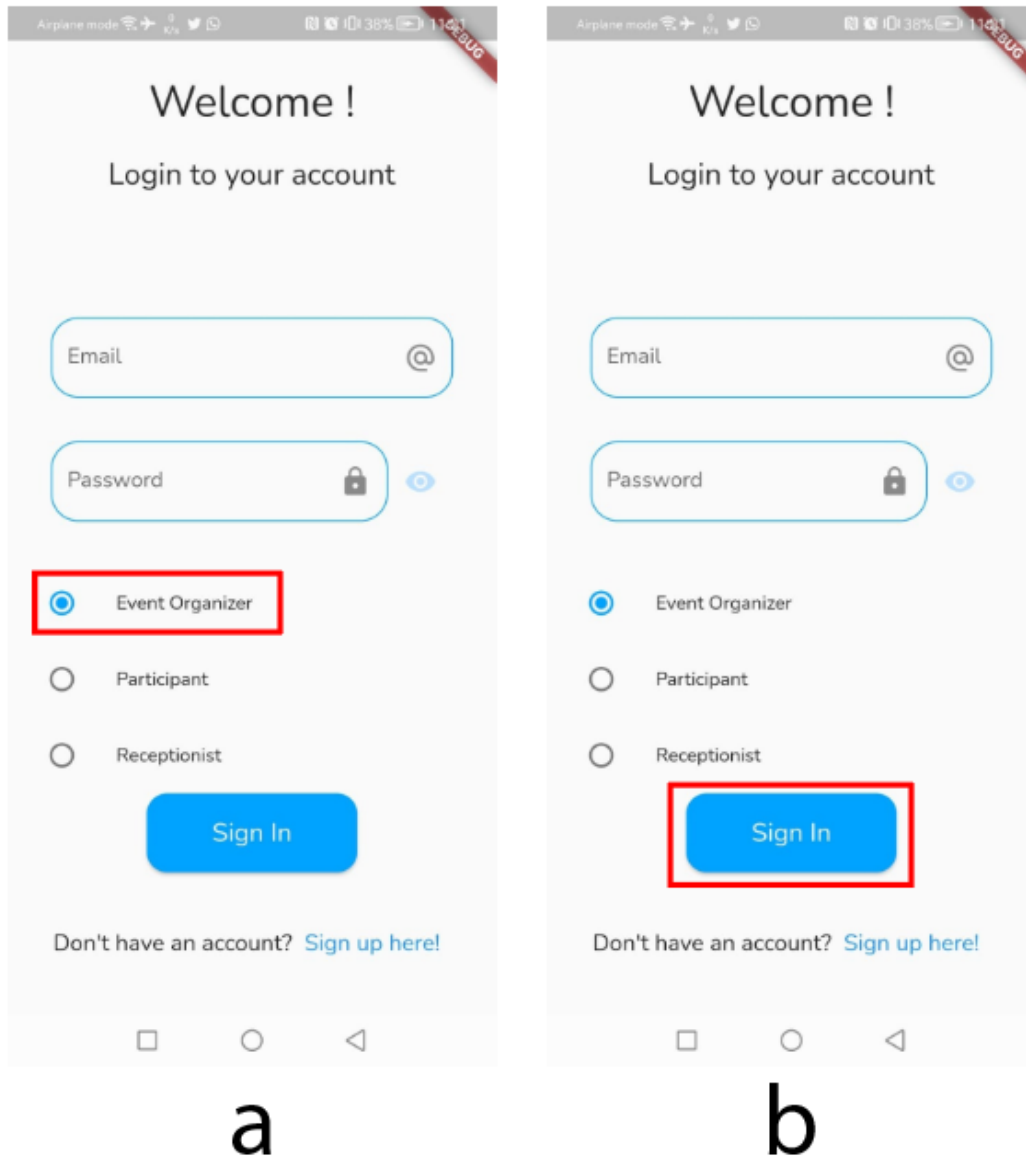 Airplane mode 0 K/s 38%
DEBUG
Welcome !
Login to your account
Email @
Password
Event Organizer
Participant
Receptionist
Sign In
Don't have an account? Sign up here!
a
Airplane mode 0 K/s 38%
DEBUG
Welcome !
Login to your account
Email @
Password
Event Organizer
Participant
Receptionist
Sign In
Don't have an account? Sign up here!
b